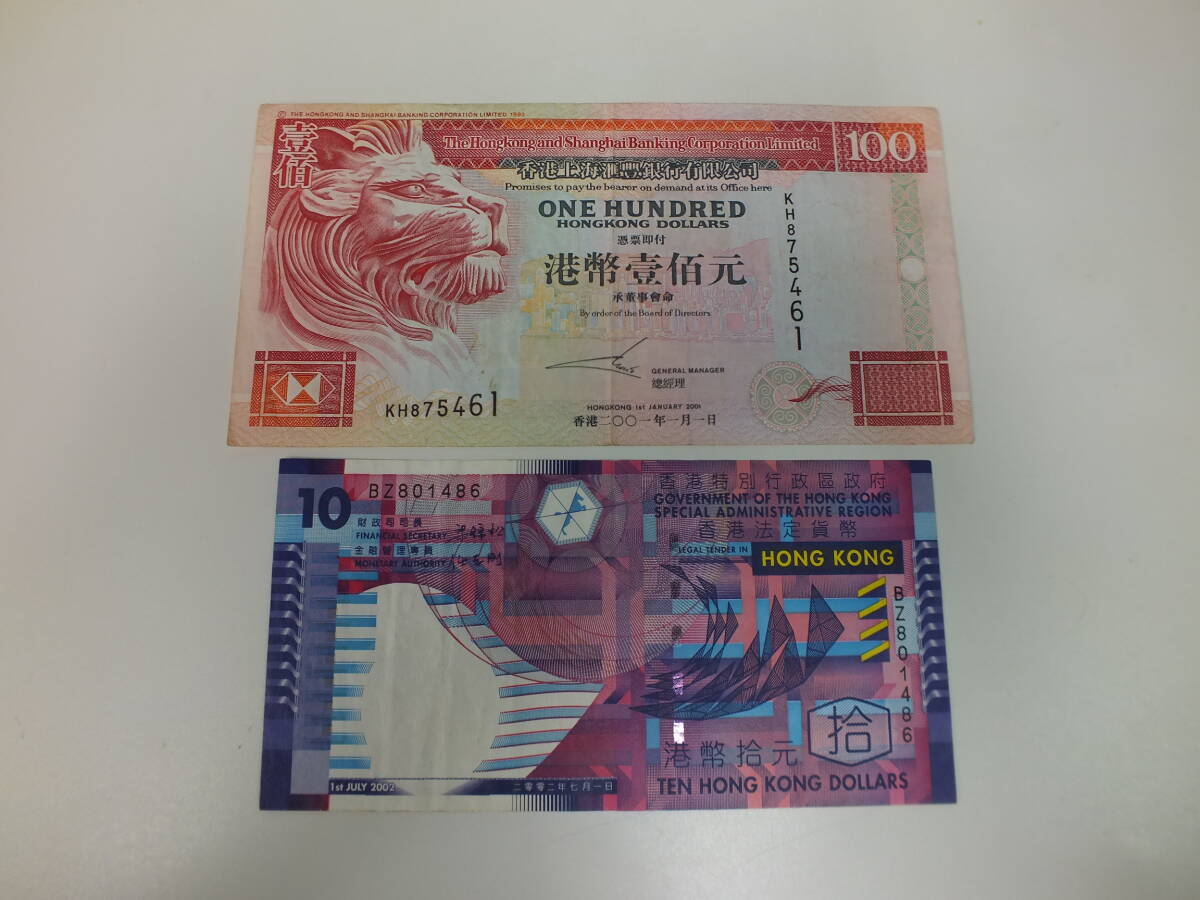 THE HONGKONG AND SHANGHAI BANKING CORPORATION LIMITED
壹佰
The Hongkong and Shanghai Banking Corporation Limited
100
香港上海滙豐銀行有限公司
Promises to pay the bearer on demand at its Office here
ONE HUNDRED
HONGKONG DOLLARS
KH875461
憑票即付
港幣壹佰元
承董事會命
By order of the Board of Directors
GENERAL MANAGER
總經理
KH875461
HONGKONG 1st JANUARY 2001
香港二〇〇一年一月一日
10
BZ801486
財政司司長
FINANCIAL SECRETARY
金融管理專員
MONETARY AUTHORITY
香港特別行政區政府
GOVERNMENT OF THE HONG KONG
SPECIAL ADMINISTRATIVE REGION
香港法定貨幣
LEGAL TENDER IN
HONG KONG
BZ801486
拾
港幣拾元
TEN HONG KONG DOLLARS
1st JULY 2002
二零零二年七月一日